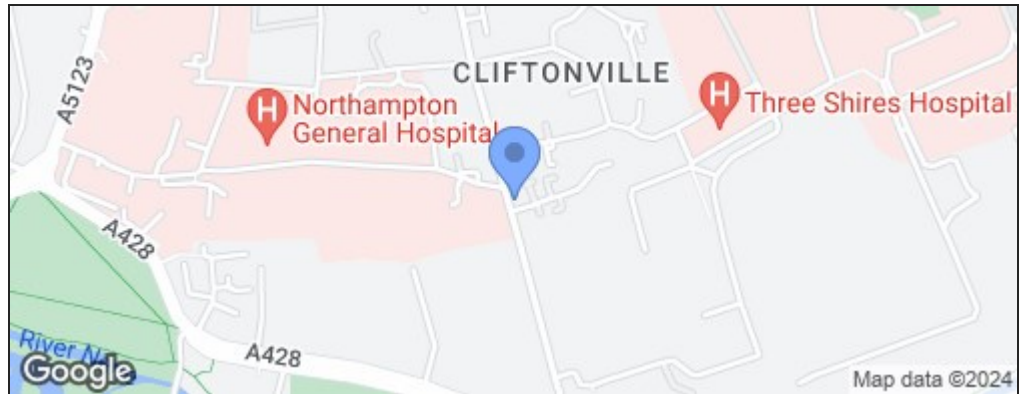 A5123
CLIFTONVILLE
H
Northampton
General Hospital
H
Three Shires Hospital
A428
River N
A428
Google
Map data ©2024